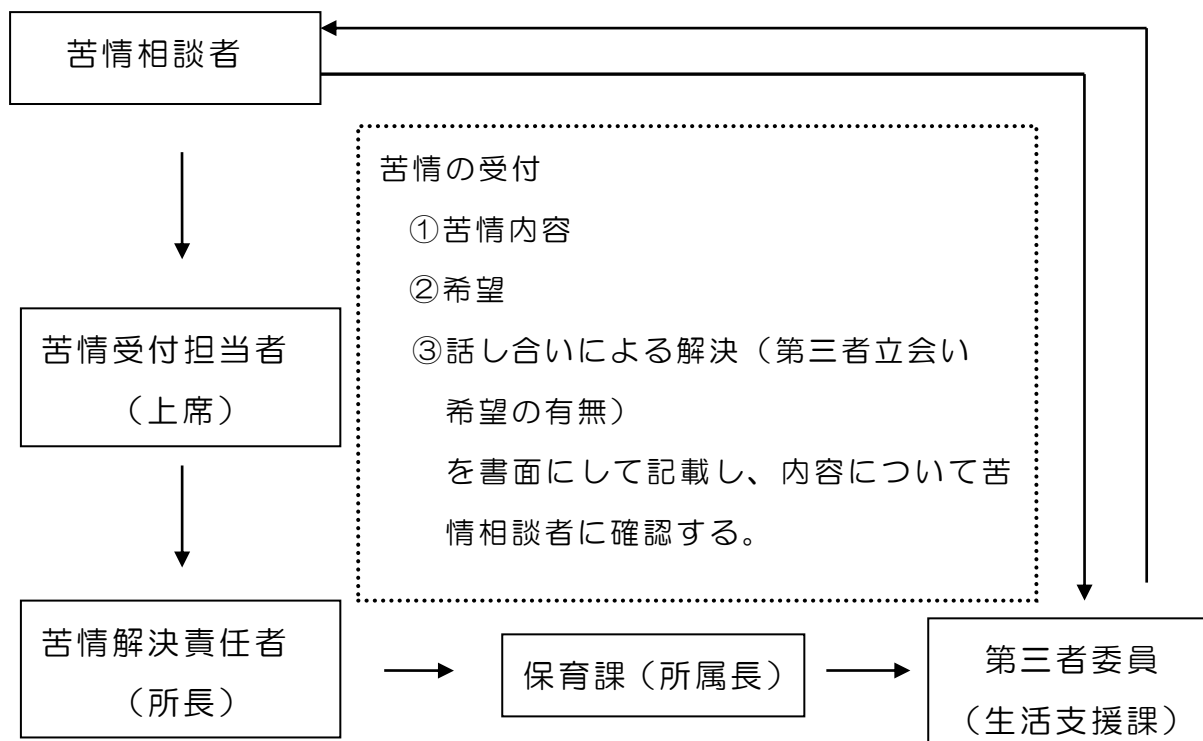 苦情相談者
苦情の受付
①苦情内容
②希望
③話し合いによる解決（第三者立会い
希望の有無）
を書面にして記載し、内容について苦
情相談者に確認する。
苦情受付担当者
（上席）
苦情解決責任者
（所長）
保育課（所属長）
第三者委員
（生活支援課）